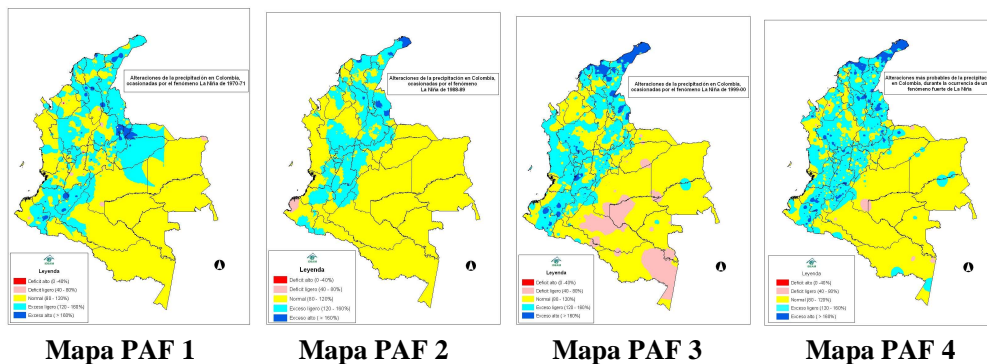 Alteraciones de la precipitación en Colombia,
ocasionadas por el fenómeno La Niña de 1970-71
Leyenda
Deficit alto (0 -40%)
Deficit ligero (40 - 80%)
Normal (80 - 120%)
Exceso ligero (120 - 160%)
Exceso alto ( > 160%)
Mapa PAF 1
Alteraciones de la precipitación en Colombia,
ocasionados por el fenómeno
La Niña de 1988-89
Leyenda
Deficit alto (0 -40%)
Deficit ligero (40 - 80%)
Normal (80 - 120%)
Exceso ligero (120 - 160%)
Exceso alto ( > 160%)
Mapa PAF 2
Alteraciones de la precipitación en Colombia,
ocasionadas por el fenómeno La Niña de 1999-00
Leyenda
Deficit alto (0 -40%)
Deficit ligero (40 - 80%)
Normal (80 - 120%)
Exceso ligero (120 - 160%)
Exceso alto ( > 160%)
Mapa PAF 3
Alteraciones más probables de la precipitac
en Colombia, durante la ocurrencia de un
fenómeno fuerte de La Niña
Leyenda
Deficit alto (0 -40%)
Deficit ligero (40 - 80%)
Normal (80 - 120%)
Exceso ligero (120 - 160%)
Exceso alto ( > 160%)
Mapa PAF 4